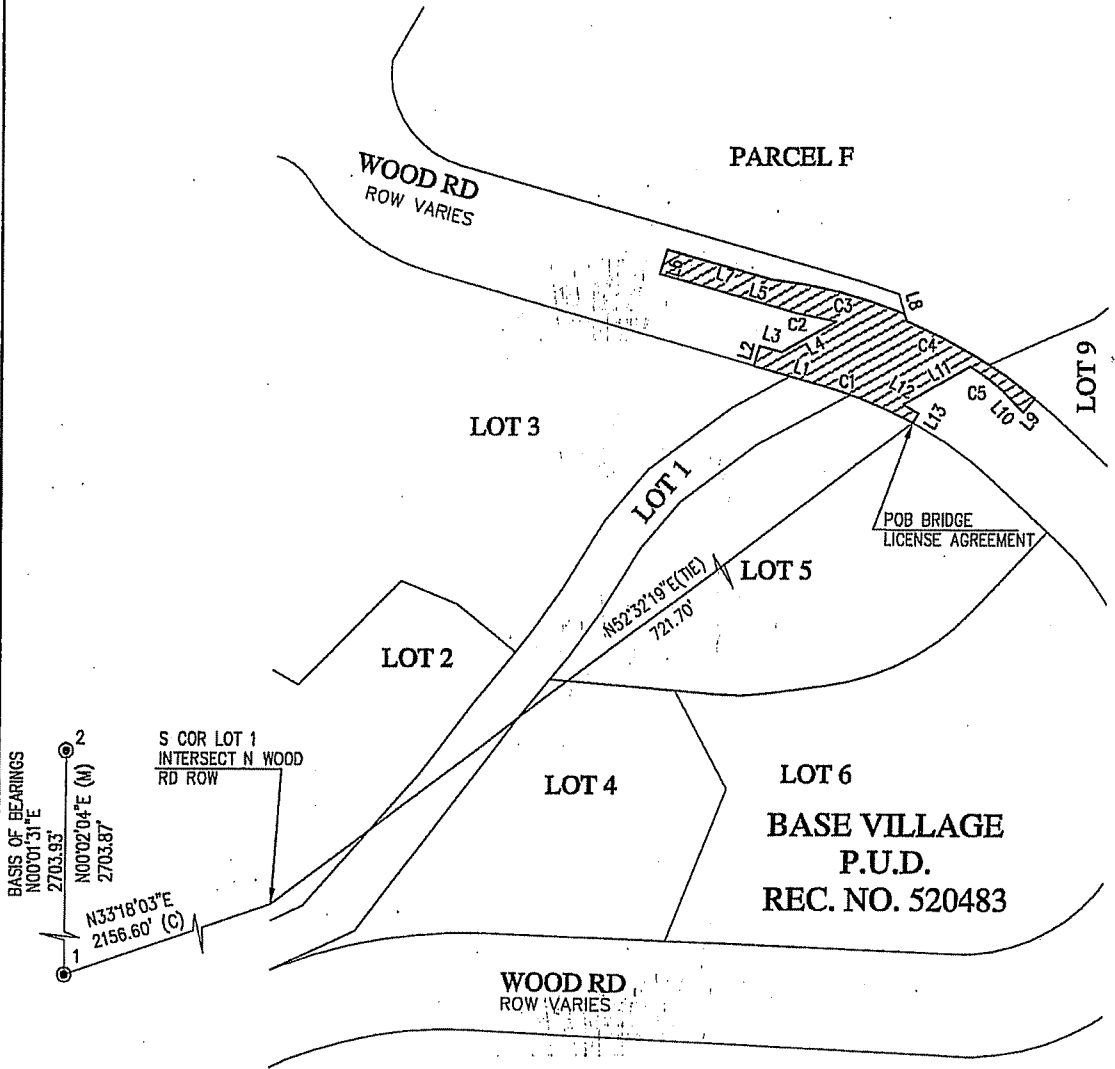 PARCEL F
WOOD RD
ROW VARIES
L6
L7
L5
C3
L8
C2
L3
L4
L2
L1
C1
C4
L12
L11
C5
L10
L9
L13
LOT 9
LOT 3
LOT 1
POB BRIDGE
LICENSE AGREEMENT
N52°32'19"E(TIE)
721.70'
LOT 5
LOT 2
S COR LOT 1
INTERSECT N WOOD
RD ROW
2
BASIS OF BEARINGS
N00°01'31"E
2703.93'
N00°02'04"E (M)
2703.87'
N33°18'03"E
2156.60' (C)
1
LOT 4
LOT 6
BASE VILLAGE
P.U.D.
REC. NO. 520483
WOOD RD
ROW VARIES